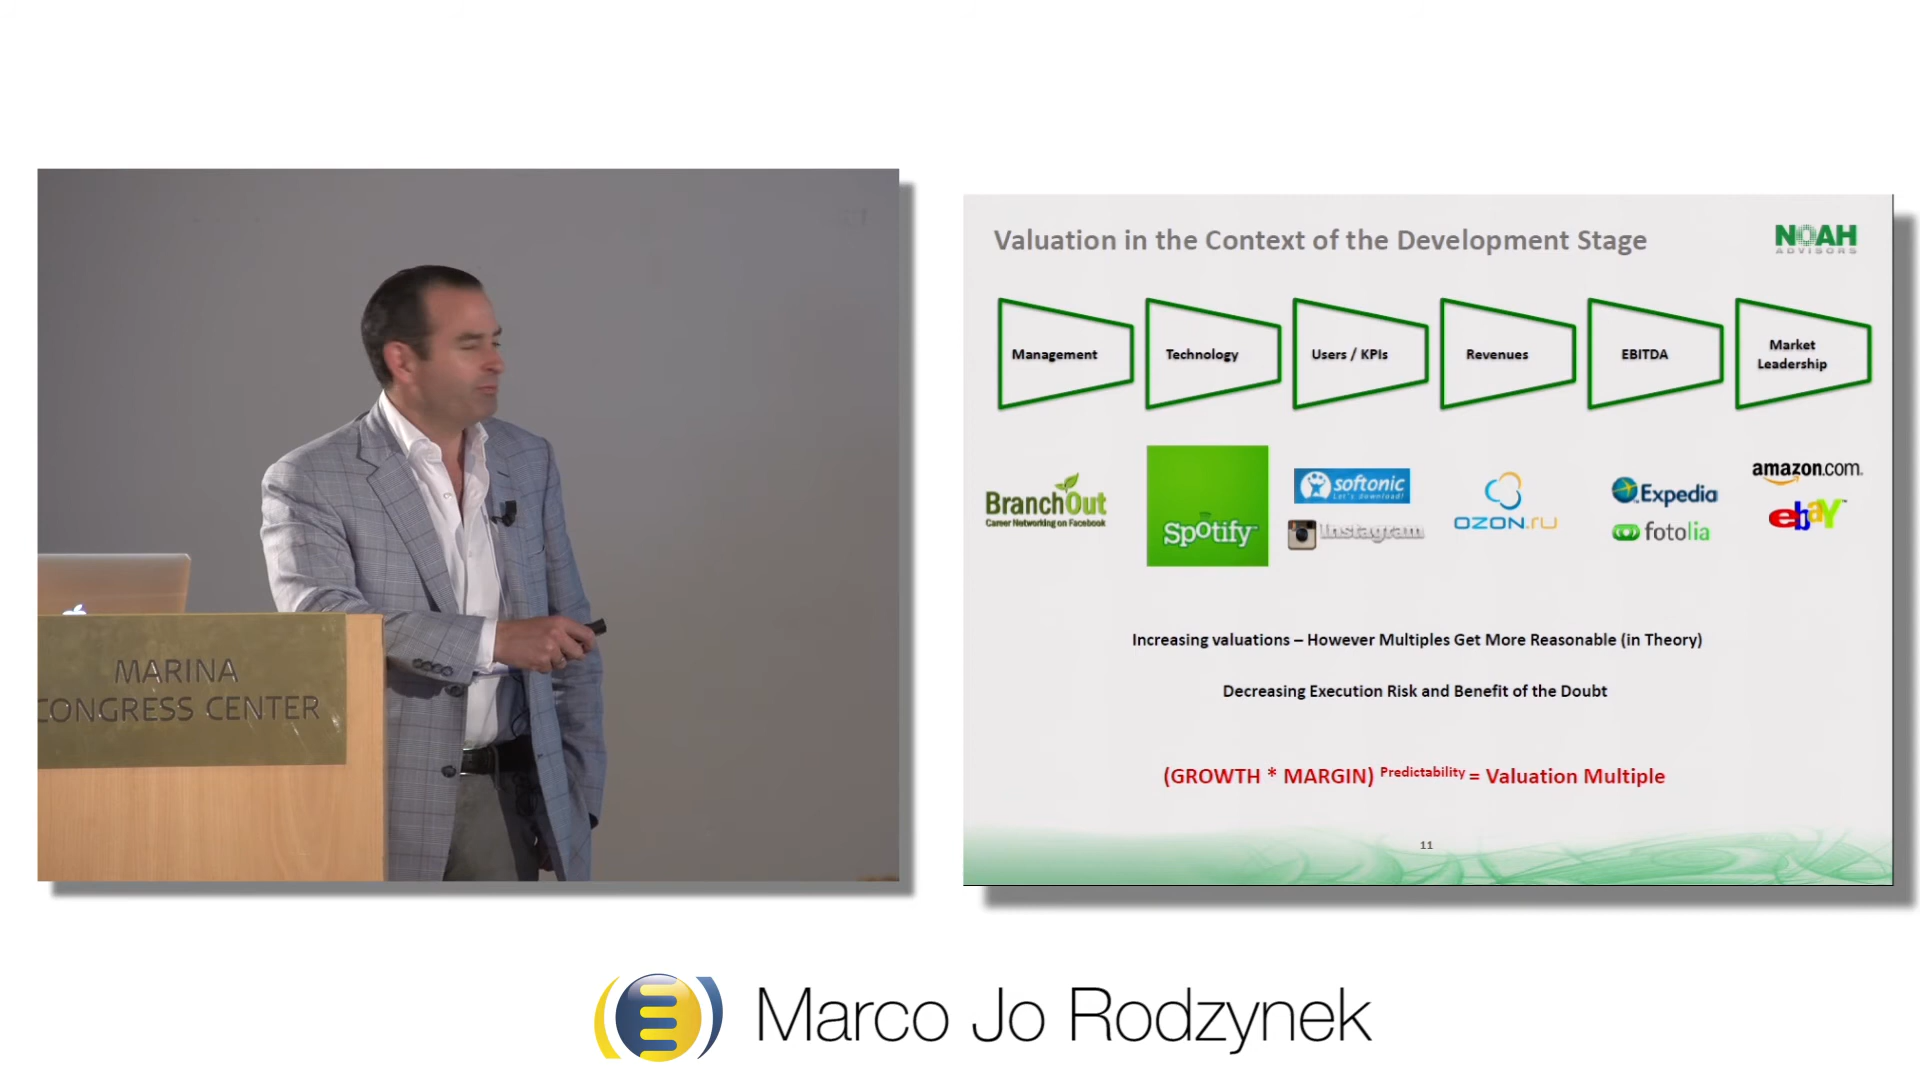 MARINA
CONGRESS CENTER
Valuation in the Context of the Development Stage
NOAH
ADVISORS
Management
Technology
Users / KPIs
Revenues
EBITDA
Market
Leadership
BranchOut
Career Networking on Facebook
Spotify
softonic
Let's download!
Instagram
OZON.RU
Expedia
fotolia
amazon.com
ebaY
Increasing valuations – However Multiples Get More Reasonable (in Theory)
Decreasing Execution Risk and Benefit of the Doubt
(GROWTH * MARGIN) Predictability = Valuation Multiple
11
Marco Jo Rodzynek